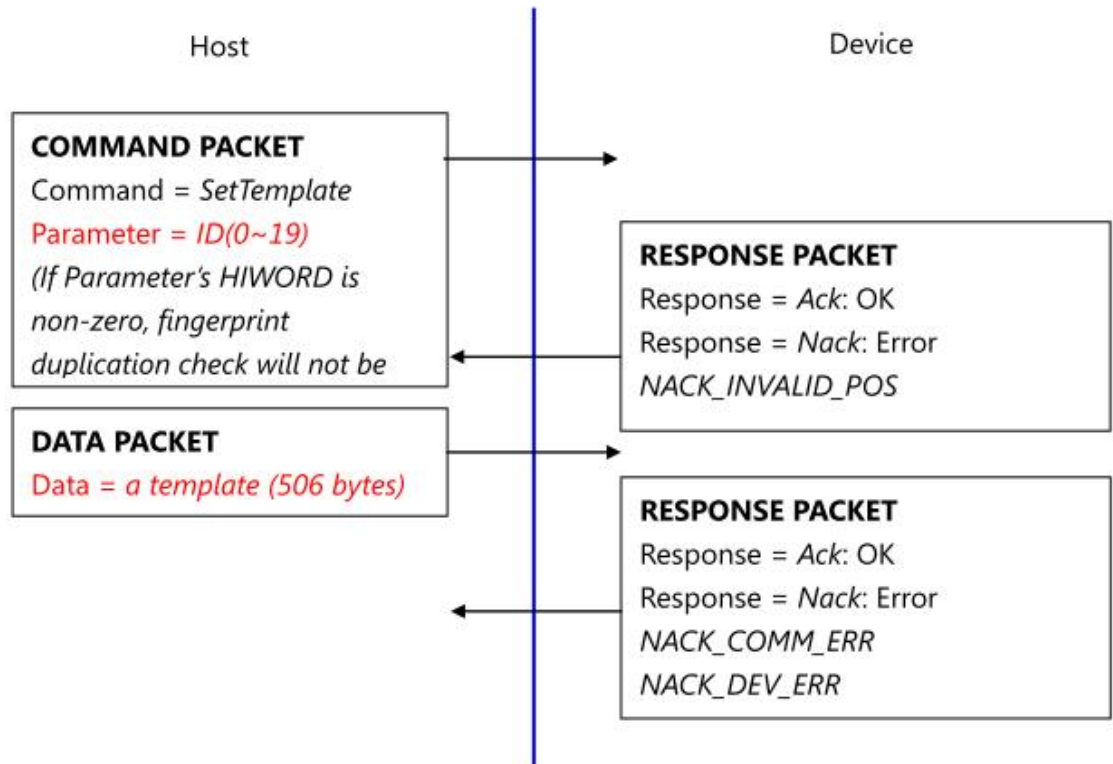 Host
Device
COMMAND PACKET
Command = SetTemplate
Parameter = ID(0~19)
(If Parameter’s HIWORD is
non-zero, fingerprint
duplication check will not be
RESPONSE PACKET
Response = Ack: OK
Response = Nack: Error
NACK_INVALID_POS
DATA PACKET
Data = a template (506 bytes)
RESPONSE PACKET
Response = Ack: OK
Response = Nack: Error
NACK_COMM_ERR
NACK_DEV_ERR